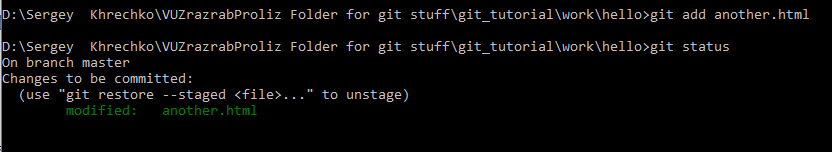 D:\Sergey  Khrechko\VUZrazrabProliz Folder for git stuff\git_tutorial\work\hello>git add another.html
D:\Sergey  Khrechko\VUZrazrabProliz Folder for git stuff\git_tutorial\work\hello>git status
On branch master
Changes to be committed:
  (use "git restore --staged <file>..." to unstage)
        modified:   another.html